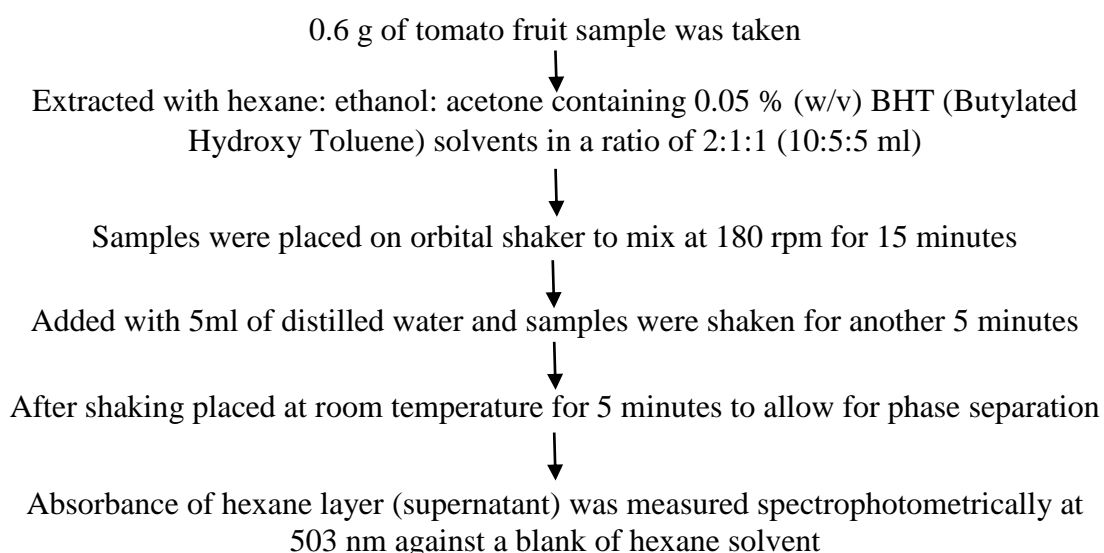 0.6 g of tomato fruit sample was taken
Extracted with hexane: ethanol: acetone containing 0.05 % (w/v) BHT (Butylated
Hydroxy Toluene) solvents in a ratio of 2:1:1 (10:5:5 ml)
Samples were placed on orbital shaker to mix at 180 rpm for 15 minutes
Added with 5ml of distilled water and samples were shaken for another 5 minutes
After shaking placed at room temperature for 5 minutes to allow for phase separation
Absorbance of hexane layer (supernatant) was measured spectrophotometrically at
503 nm against a blank of hexane solvent